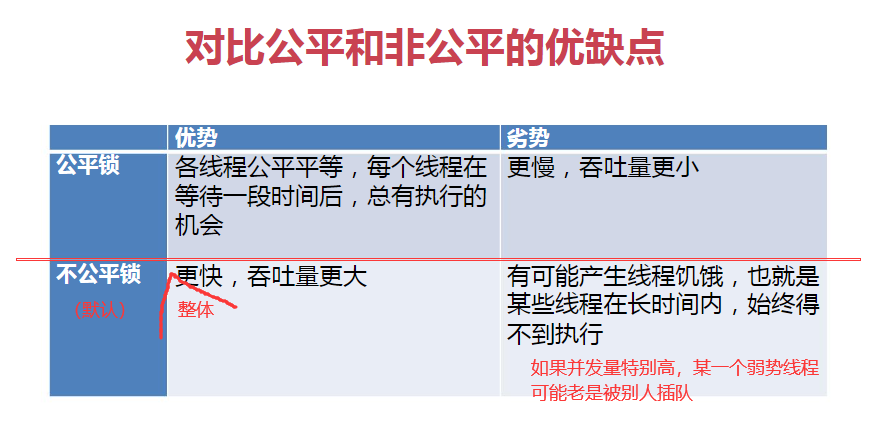 对比公平和非公平的优缺点
优势
劣势
公平锁
各线程公平平等，每个线程在
等待一段时间后，总有执行的
机会
更慢，吞吐量更小
不公平锁
（默认）
更快，吞吐量更大
整体
有可能产生线程饥饿，也就是
某些线程在长时间内，始终得
不到执行
如果并发量特别高，某一个弱势线程
可能老是被别人插队